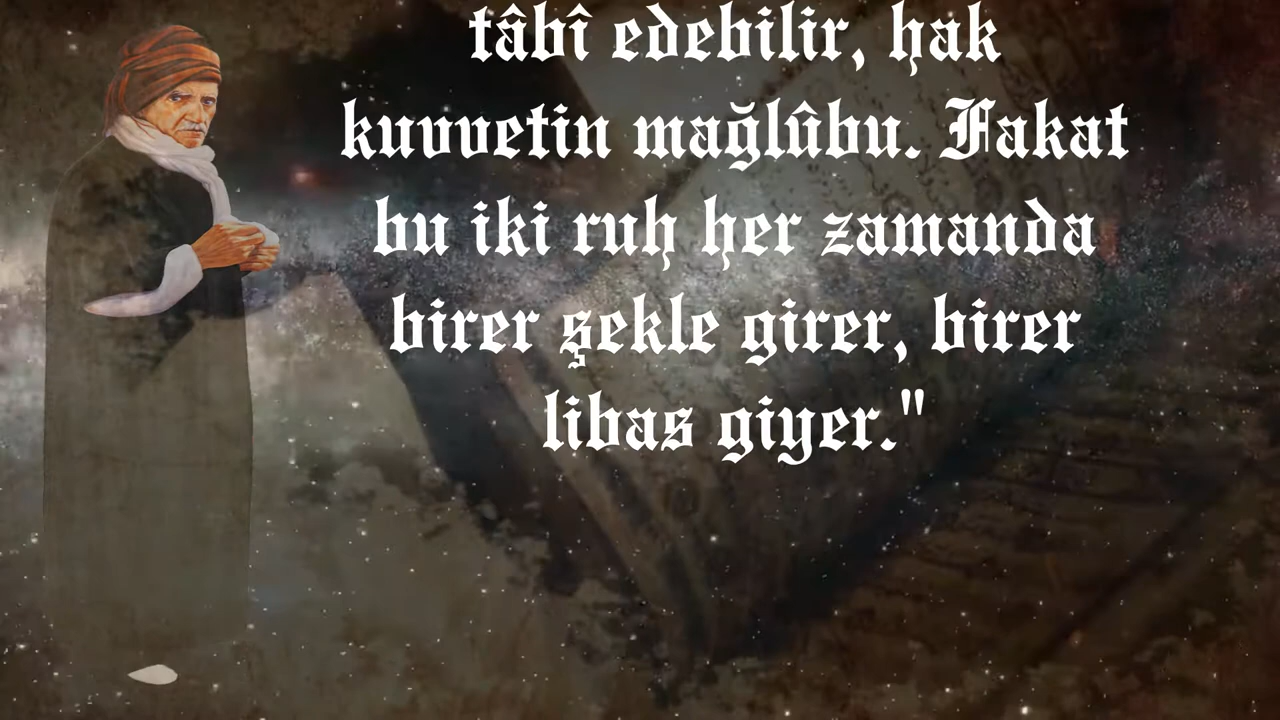 tâbî edebilir, hak
kuvvetin mağlûbu. Fakat
bu iki ruh her zamanda
birer şekle girer, birer
libas giyer."